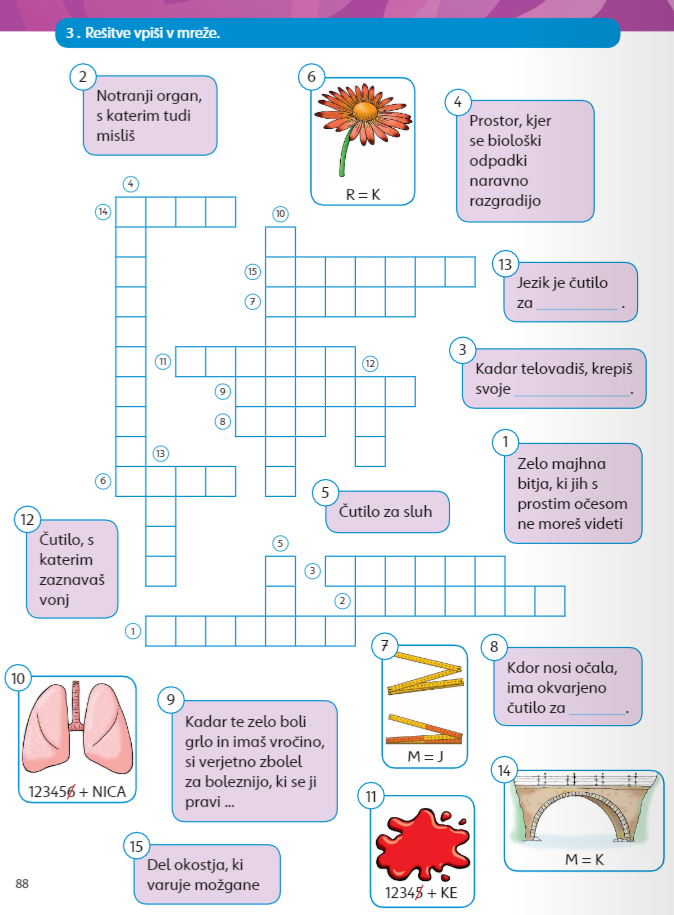 3 . Rešitve vpiši v mreže.
2
Notranji organ,
s katerim tudi
misliš
6
R = K
4
Prostor, kjer
se biološki
odpadki
naravno
razgradijo
4
14
10
15
7
13
Jezik je čutilo
za __________ .
11
12
9
8
3
Kadar telovadiš, krepiš
svoje ______________ .
13
6
1
Zelo majhna
bitja, ki jih s
prostim očesom
ne moreš videti
5
Čutilo za sluh
12
Čutilo, s
katerim
zaznavaš
vonj
5
3
2
1
10
123456 + NICA
9
Kadar te zelo boli
grlo in imaš vročino,
si verjetno zbolel
za boleznijo, ki se ji
pravi ...
7
M = J
8
Kdor nosi očala,
ima okvarjeno
čutilo za _______ .
11
12345 + KE
14
M = K
15
Del okostja, ki
varuje možgane
88